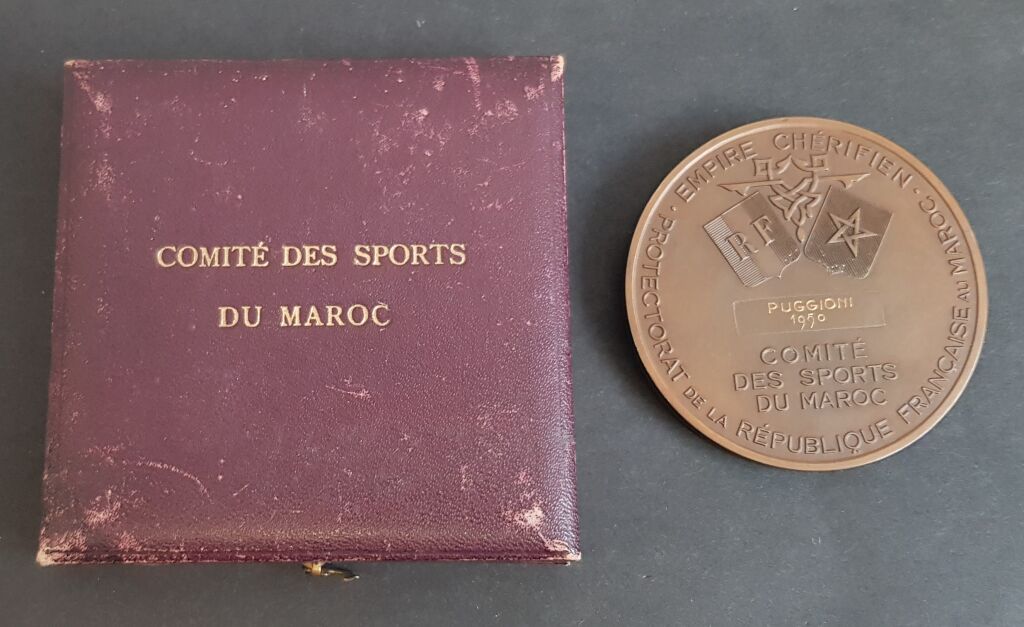 COMITÉ DES SPORTS
DU MAROC
· EMPIRE CHÉRIFIEN ·
PROTECTORAT DE LA RÉPUBLIQUE FRANÇAISE AU MAROC
RF
PUGGIONI
1950
COMITÉ
DES SPORTS
DU MAROC